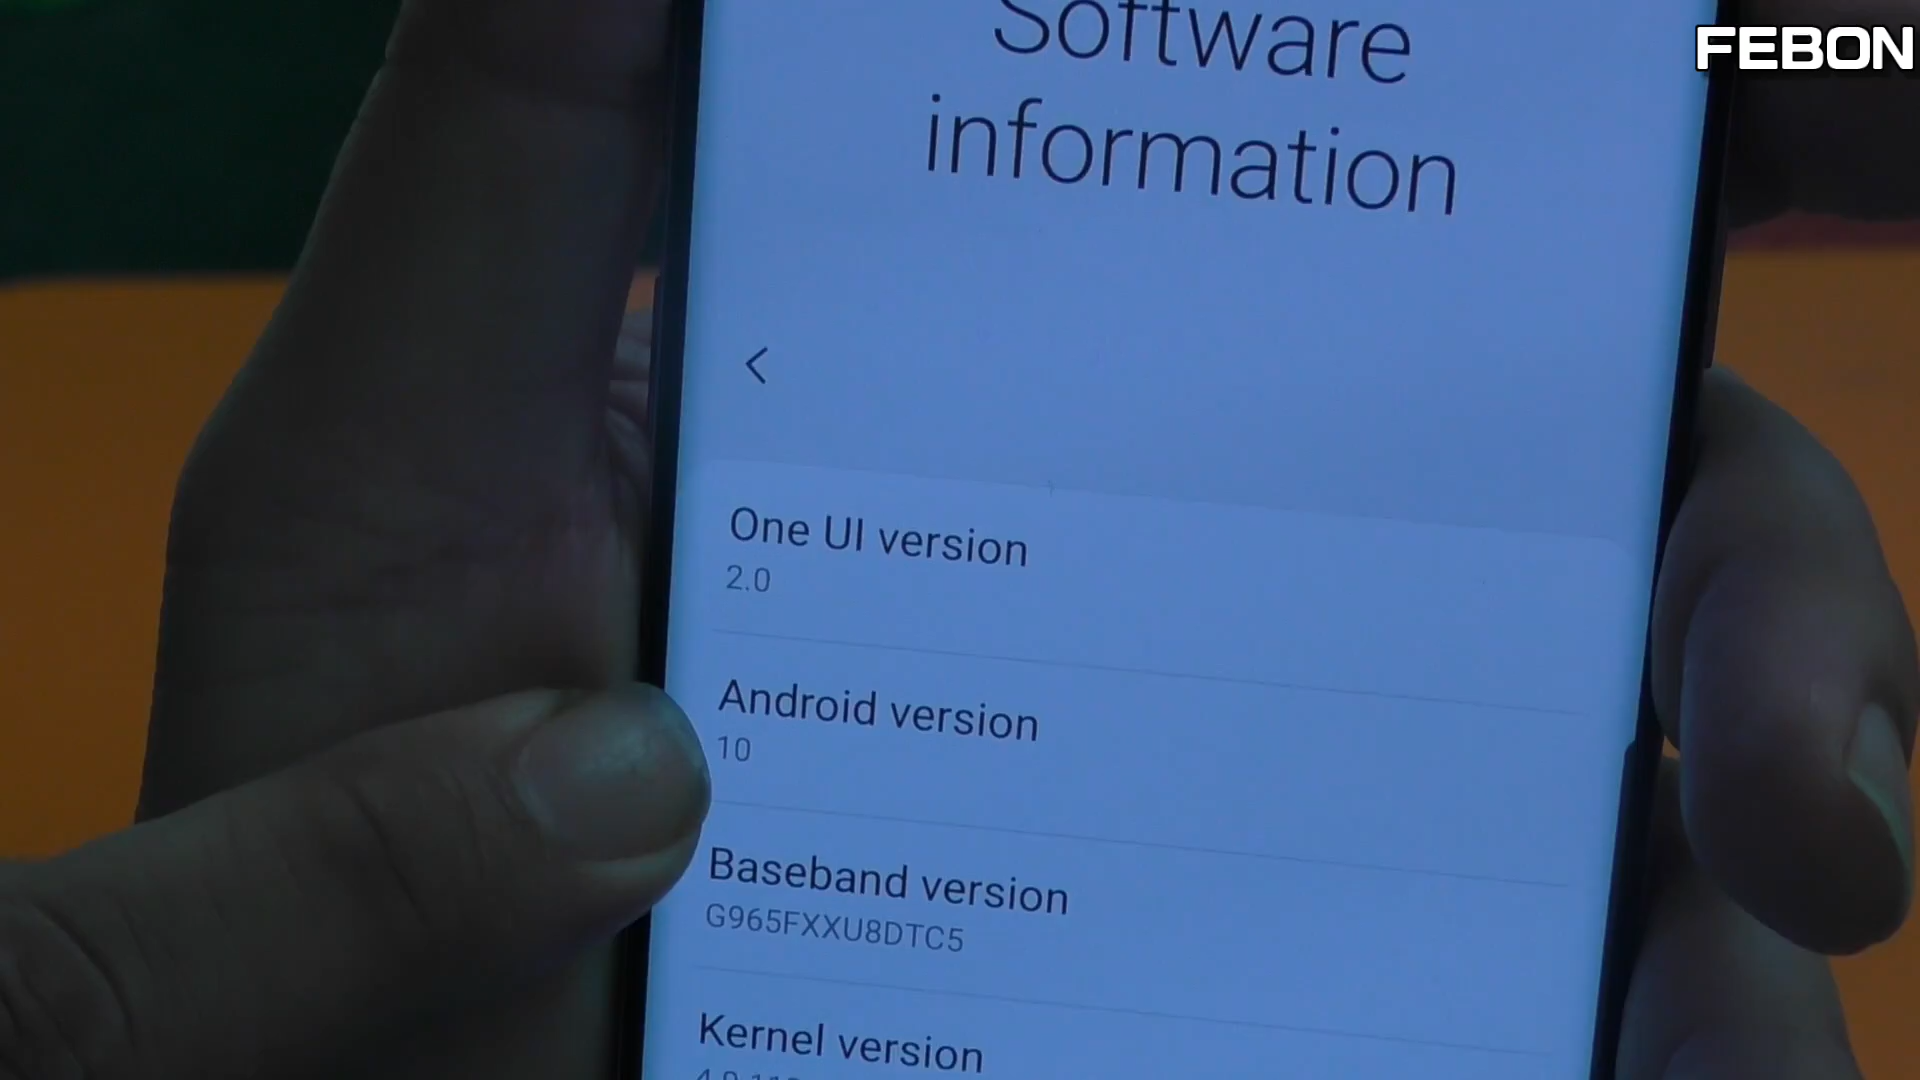 FEBON
Software
information
One UI version
2.0
Android version
10
Baseband version
G965FXXU8DTC5
Kernel version